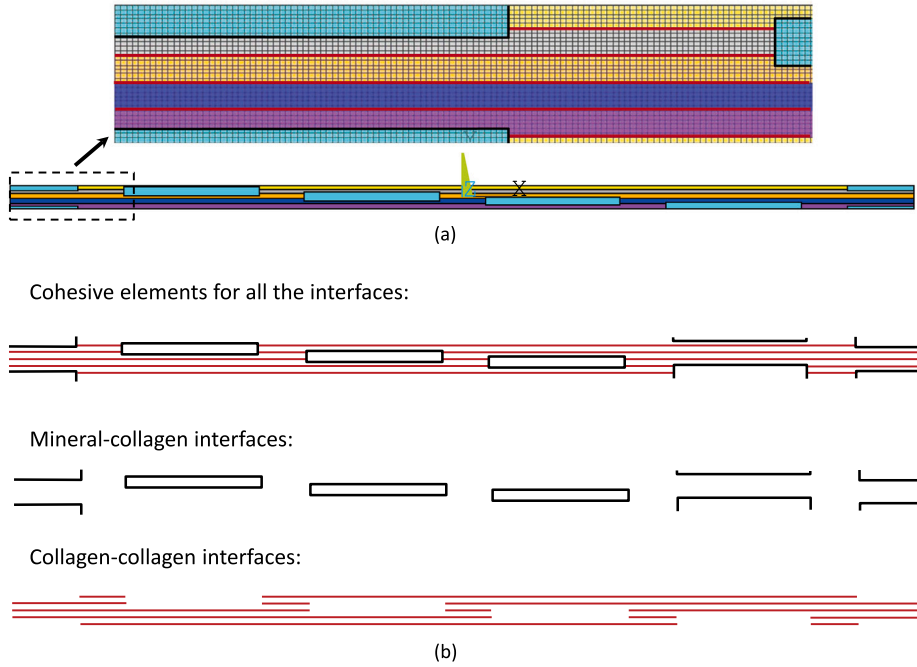 Y
Z
X
(a)
Cohesive elements for all the interfaces:
Mineral-collagen interfaces:
Collagen-collagen interfaces:
(b)